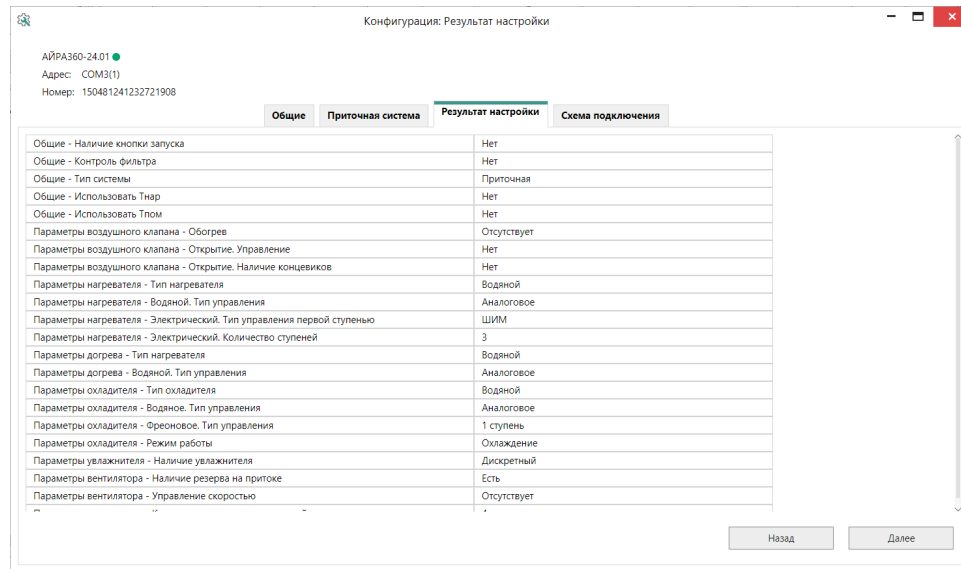 Конфигурация: Результат настройки
АЙРА360-24.01
Адрес: COM3(1)
Номер: 150481241232721908
Общие Приточная система Результат настройки Схема подключения
Общие - Наличие кнопки запуска Нет
Общие - Контроль фильтра Нет
Общие - Тип системы Приточная
Общие - Использовать Тнар Нет
Общие - Использовать Тпом Нет
Параметры воздушного клапана - Обогрев Отсутствует
Параметры воздушного клапана - Открытие. Управление Нет
Параметры воздушного клапана - Открытие. Наличие концевиков Нет
Параметры нагревателя - Тип нагревателя Водяной
Параметры нагревателя - Водяной. Тип управления Аналоговое
Параметры нагревателя - Электрический. Тип управления первой ступенью ШИМ
Параметры нагревателя - Электрический. Количество ступеней 3
Параметры догрева - Тип нагревателя Водяной
Параметры догрева - Водяной. Тип управления Аналоговое
Параметры охладителя - Тип охладителя Водяной
Параметры охладителя - Водяное. Тип управления Аналоговое
Параметры охладителя - Фреоновое. Тип управления 1 ступень
Параметры охладителя - Режим работы Охлаждение
Параметры увлажнителя - Наличие увлажнителя Дискретный
Параметры вентилятора - Наличие резерва на притоке Есть
Параметры вентилятора - Управление скоростью Отсутствует
Назад Далее